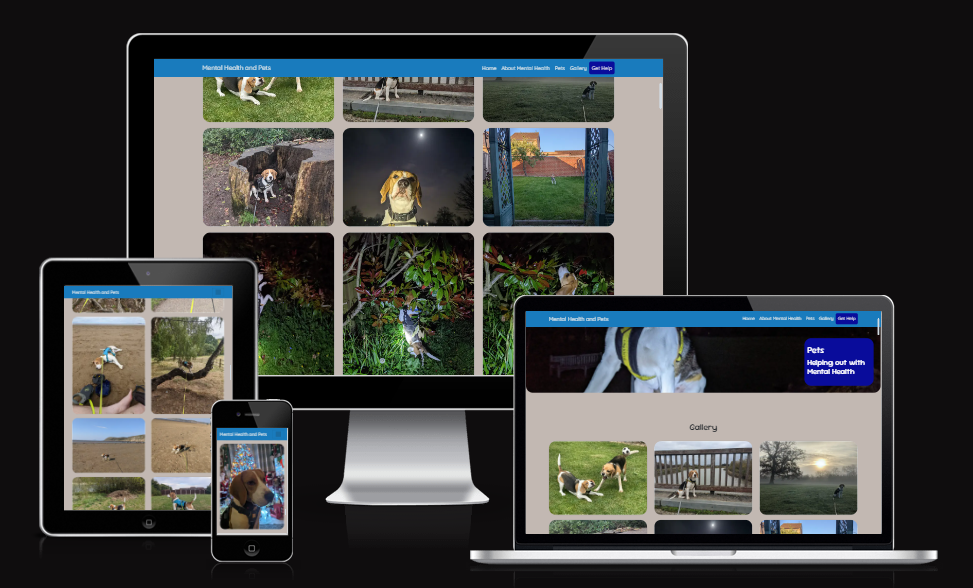 Mental Health and Pets
Home About Mental Health Pets Gallery Get Help
Mental Health and Pets
Mental Health and Pets
Mental Health and Pets
Home About Mental Health Pets Gallery Get Help
Pets
Helping out with
Mental Health
Gallery